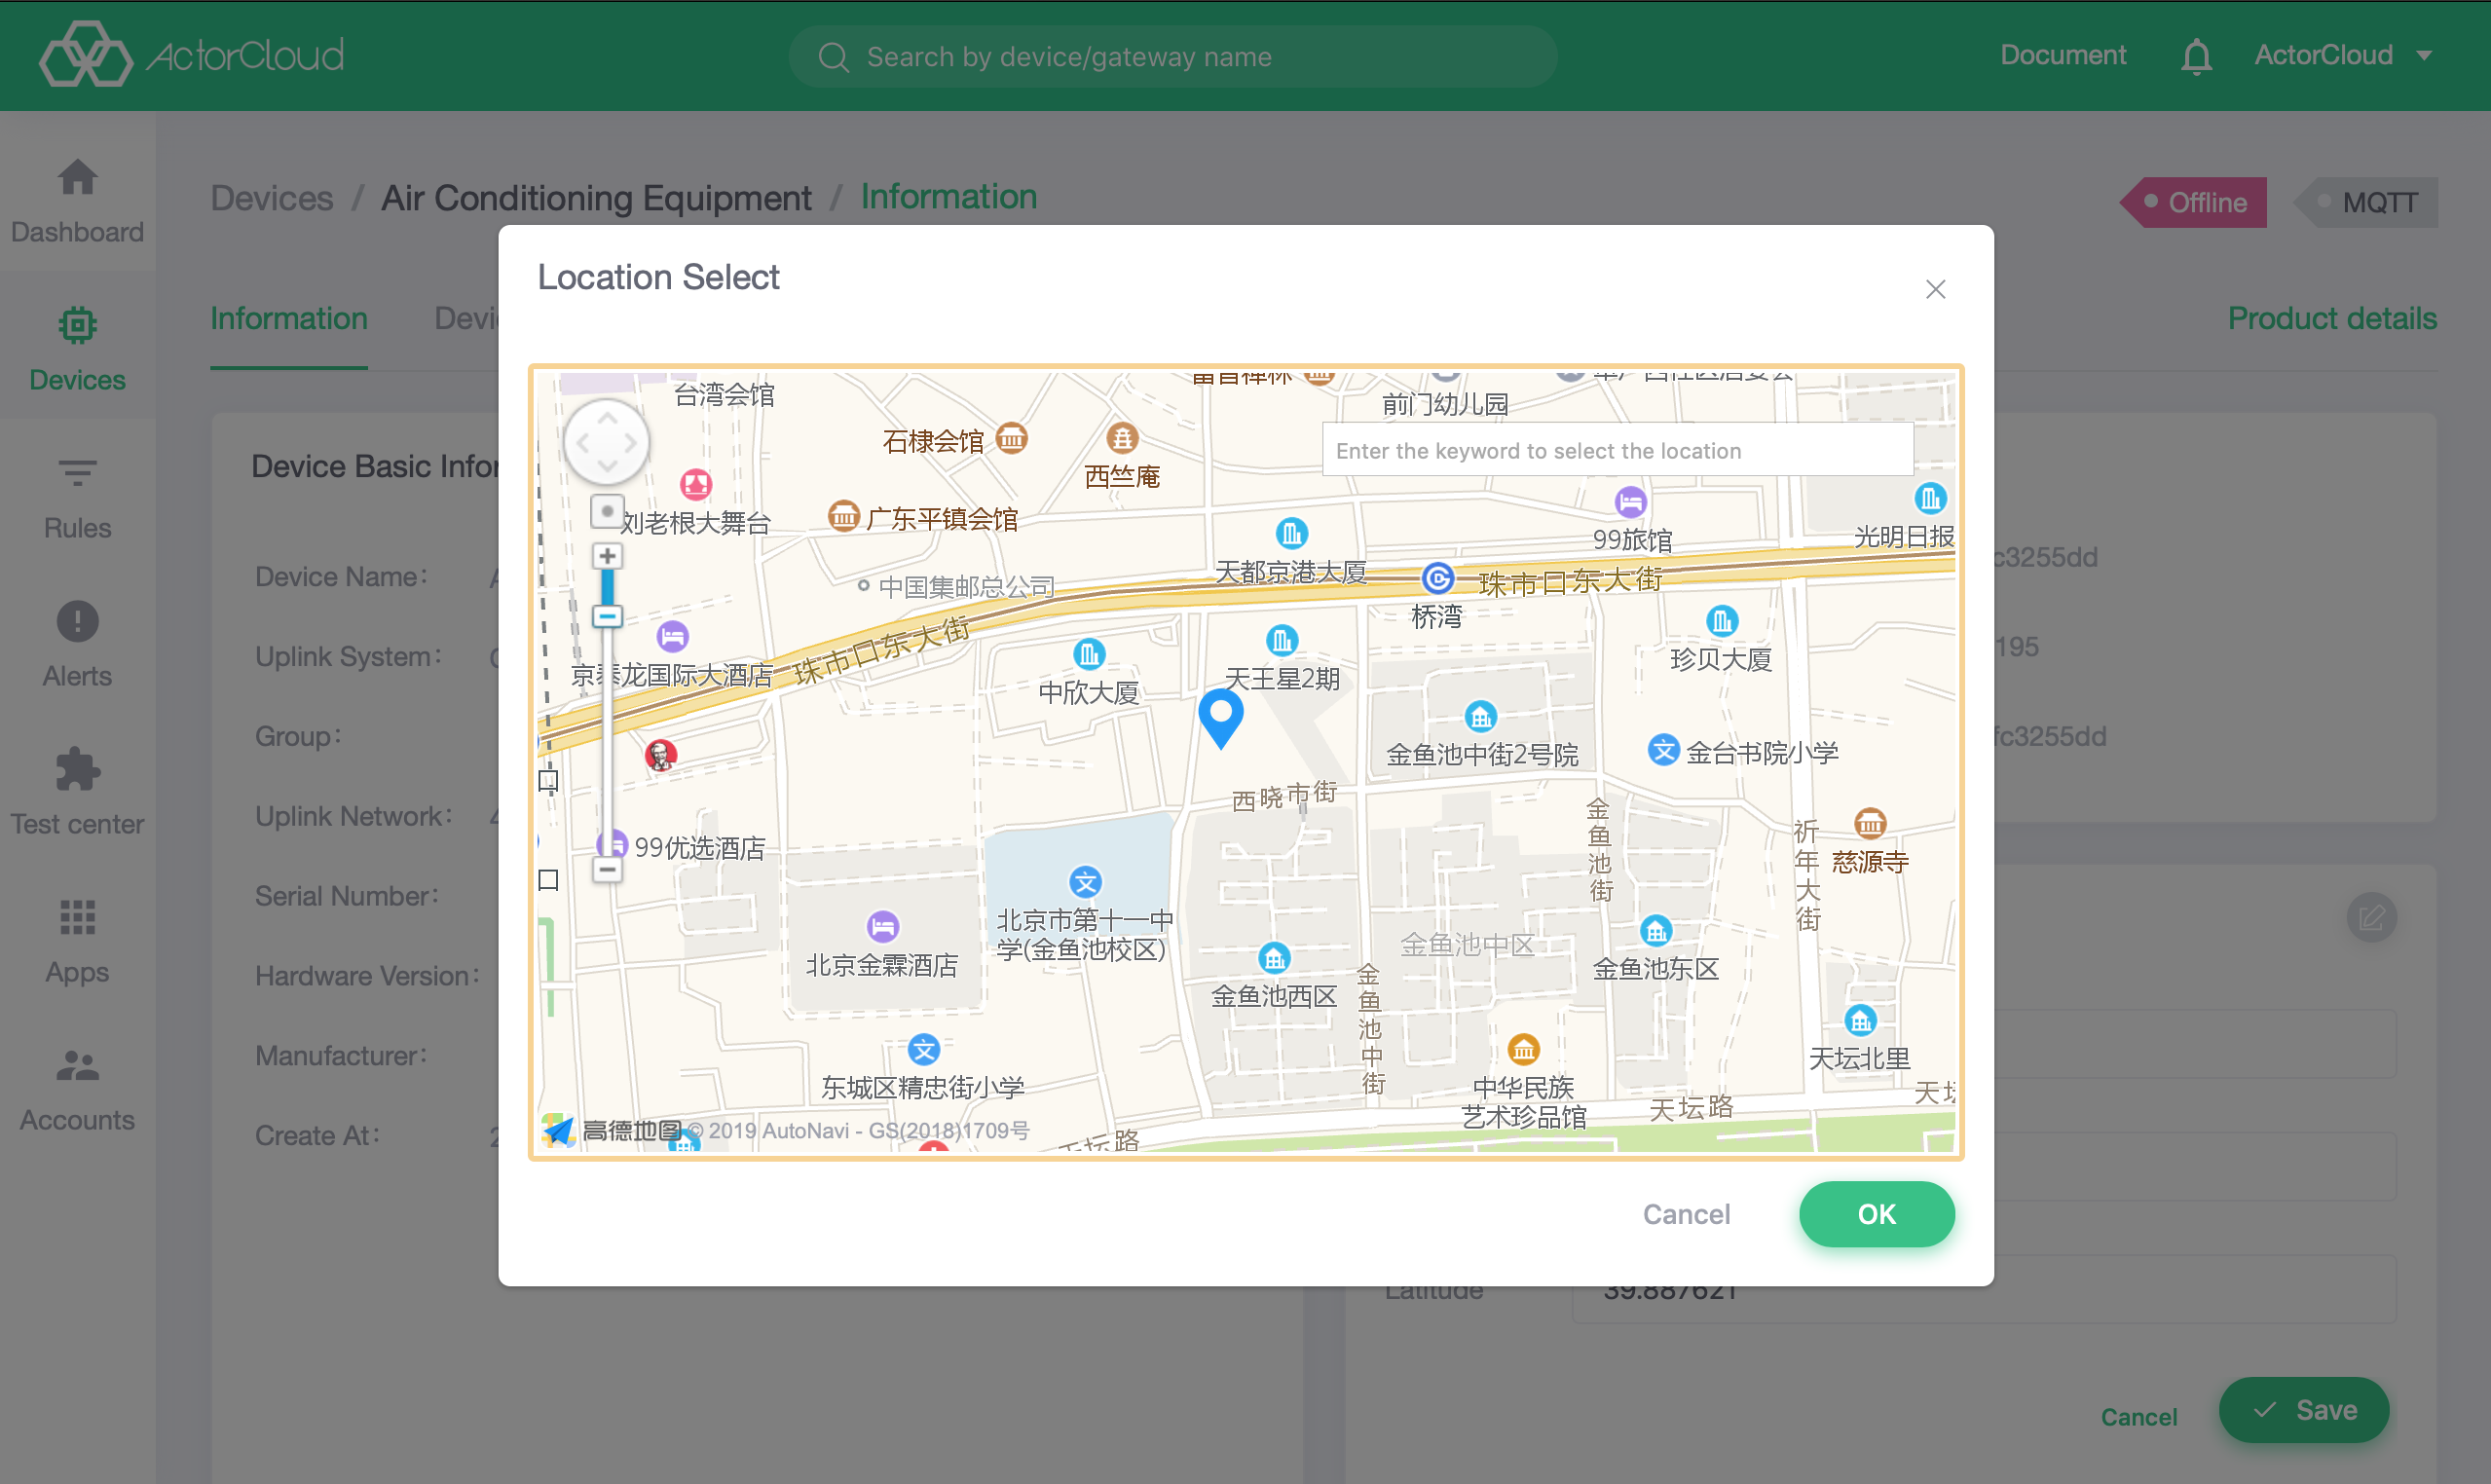 ActorCloud
Search by device/gateway name
Document
ActorCloud
Devices / Air Conditioning Equipment / Information
Offline
MQTT
Dashboard
Devices
Rules
Alerts
Test center
Apps
Accounts
Information
Product details
Location Select
Device Basic
Device Name：
Uplink System：
Group：
Uplink Network：
Serial Number：
Hardware Version：
Manufacturer：
Create At：
c3255dd
195
fc3255dd
台湾会馆
前门幼儿园
石棣会馆
西竺庵
Enter the keyword to select the location
刘老根大舞台
广东平镇会馆
99旅馆
光明日报
天都京港大厦
中国集邮总公司
珠市口东大街
桥湾
珠市口东大街
京泰龙国际大酒店
中欣大厦
天王星2期
珍贝大厦
金鱼池中街2号院
金台书院小学
西晓市街
99优选酒店
金鱼池街
祈年大街
慈源寺
北京市第十一中
学(金鱼池校区)
北京金霖酒店
金鱼池中区
金鱼池东区
金鱼池西区
金鱼池中街
天坛北里
东城区精忠街小学
中华民族
艺术珍品馆
天坛路
天坛路
高德地图
© 2019 AutoNavi - GS(2018)1709号
Cancel
OK
Latitude
39.887621
Cancel
Save